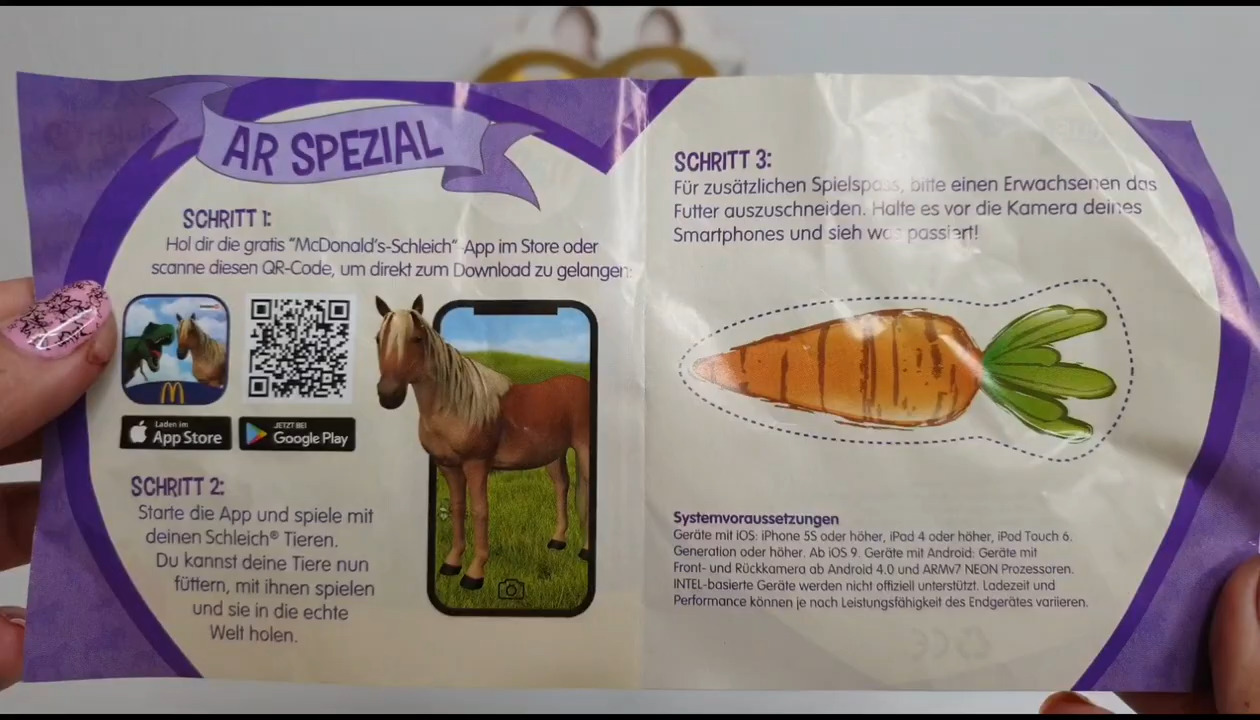 AR SPEZIAL
SCHRITT 1:
Hol dir die gratis "McDonald's-Schleich"-App im Store oder
scanne diesen QR-Code, um direkt zum Download zu gelangen:
Laden im
App Store
JETZT BEI
Google Play
SCHRITT 2:
Starte die App und spiele mit
deinen Schleich® Tieren.
Du kannst deine Tiere nun
füttern, mit ihnen spielen
und sie in die echte
Welt holen.
SCHRITT 3:
Für zusätzlichen Spielspass, bitte einen Erwachsenen das
Futter auszuschneiden. Halte es vor die Kamera deines
Smartphones und sieh was passiert!
Systemvoraussetzungen
Geräte mit iOS: iPhone 5S oder höher, iPad 4 oder höher, iPod Touch 6.
Generation oder höher. Ab iOS 9. Geräte mit Android: Geräte mit
Front- und Rückkamera ab Android 4.0 und ARMv7 NEON Prozessoren.
INTEL-basierte Geräte werden nicht offiziell unterstützt. Ladezeit und
Performance können je nach Leistungsfähigkeit des Endgerätes variieren.